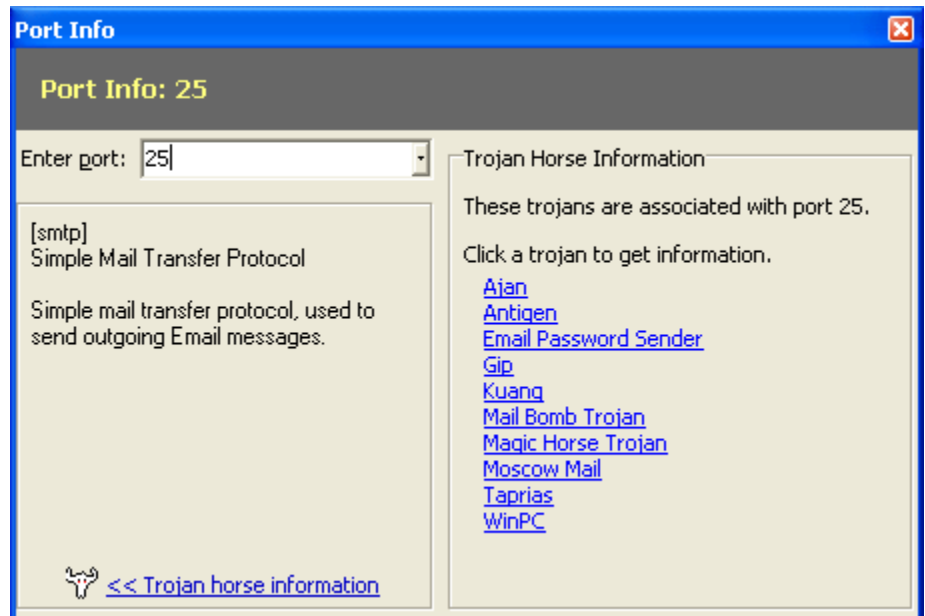 Port Info
Port Info: 25
Enter port: 25
[smtp]
Simple Mail Transfer Protocol
Simple mail transfer protocol, used to
send outgoing Email messages.
<< Trojan horse information
Trojan Horse Information
These trojans are associated with port 25.
Click a trojan to get information.
Ajan
Antigen
Email Password Sender
Gip
Kuang
Mail Bomb Trojan
Magic Horse Trojan
Moscow Mail
Taprias
WinPC